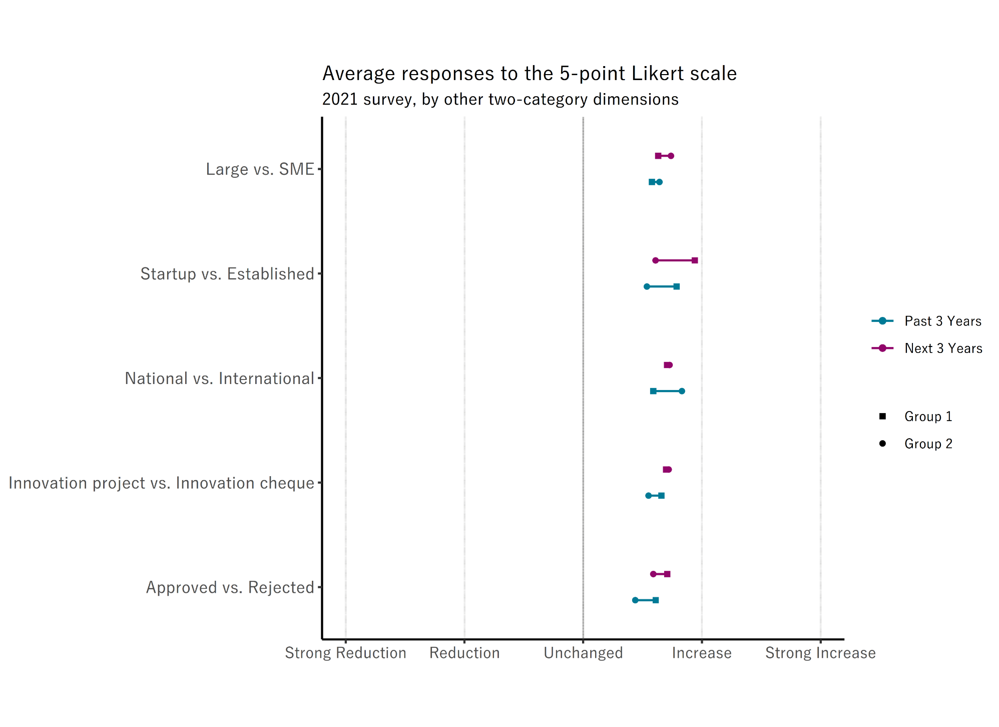 Average responses to the 5-point Likert scale
2021 survey, by other two-category dimensions
Large vs. SME
Startup vs. Established
National vs. International
Innovation project vs. Innovation cheque
Approved vs. Rejected
Strong Reduction
Reduction
Unchanged
Increase
Strong Increase
Past 3 Years
Next 3 Years
Group 1
Group 2